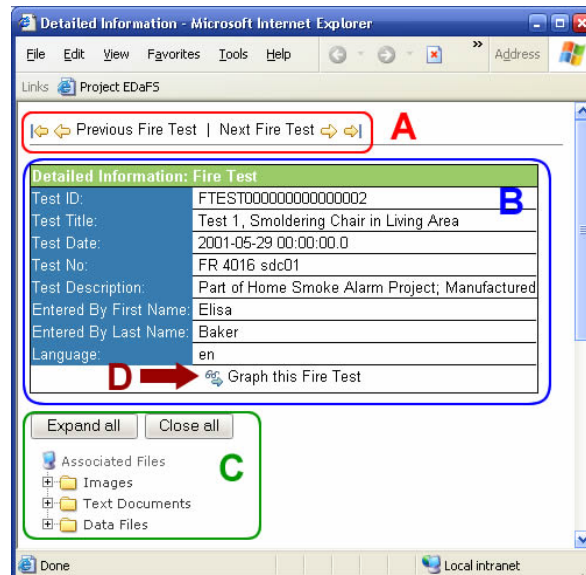 Detailed Information - Microsoft Internet Explorer
File Edit View Favorites Tools Help » Address
Links Project EDaFS
Previous Fire Test | Next Fire Test A
Detailed Information: Fire Test
B
Test ID: FTEST000000000000002
Test Title: Test 1, Smoldering Chair in Living Area
Test Date: 2001-05-29 00:00:00.0
Test No: FR 4016 sdc01
Test Description: Part of Home Smoke Alarm Project; Manufactured
Entered By First Name: Elisa
Entered By Last Name: Baker
Language: en
D Graph this Fire Test
Expand all Close all
C
Associated Files
Images
Text Documents
Data Files
Done Local intranet